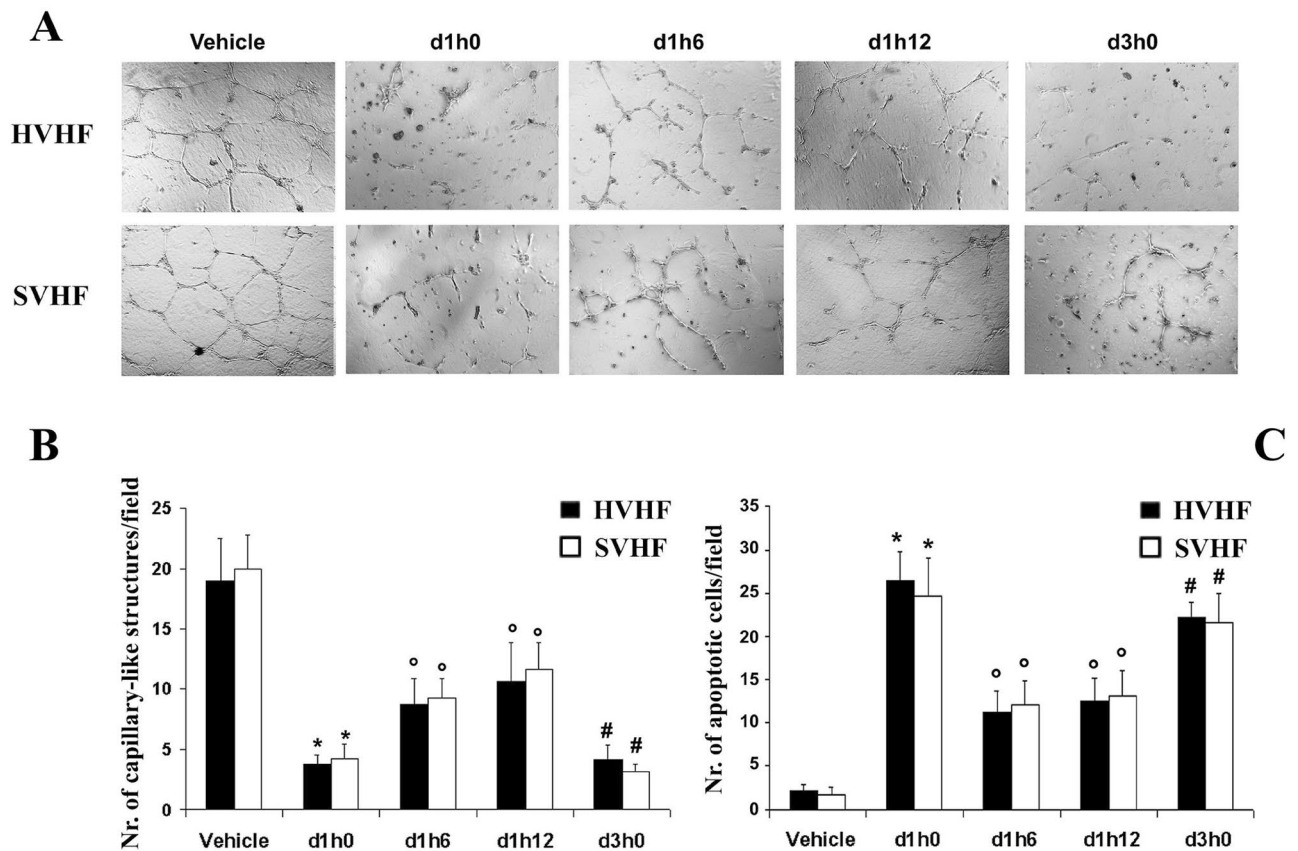 A
Vehicle d1h0 d1h6 d1h12 d3h0
HVHF
SVHF
B
Nr. of capillary-like structures/field
25
20
15
10
5
0
HVHF
SVHF
* *
° °
° °
# #
Vehicle d1h0 d1h6 d1h12 d3h0
C
Nr. of apoptotic cells/field
35
30
25
20
15
10
5
0
HVHF
SVHF
* *
° °
° °
# #
Vehicle d1h0 d1h6 d1h12 d3h0